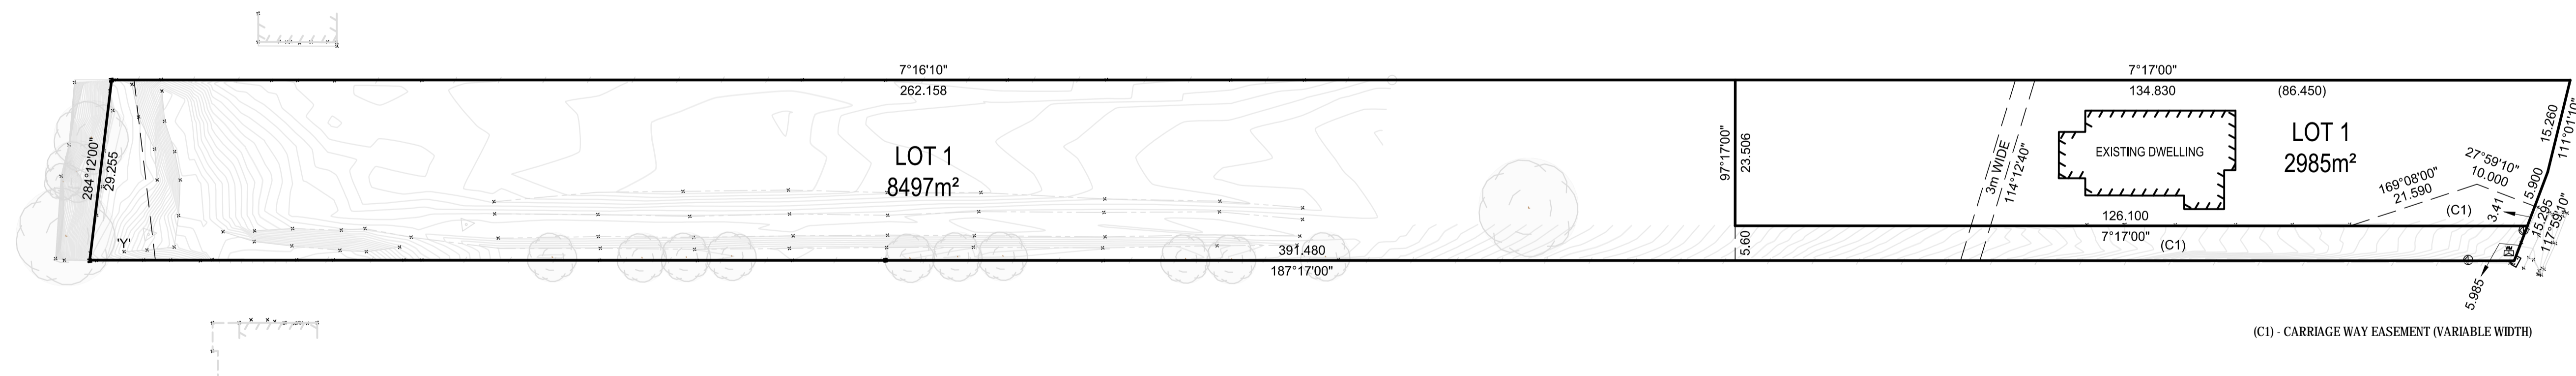 7°16'10"
262.158
7°17'00"
134.830
(86.450)
284°12'00"
29.255
'Y'
LOT 1
8497m²
97°17'00"
23.506
5.60
3m WIDE
114°12'40"
EXISTING DWELLING
LOT 1
2985m²
15.260
111°01'10"
27°59'10"
10.000
169°08'00"
21.590
5.900
3.41
(C1)
15.295
117°59'10"
126.100
7°17'00"
(C1)
391.480
187°17'00"
5.985
(C1) - CARRIAGE WAY EASEMENT (VARIABLE WIDTH)